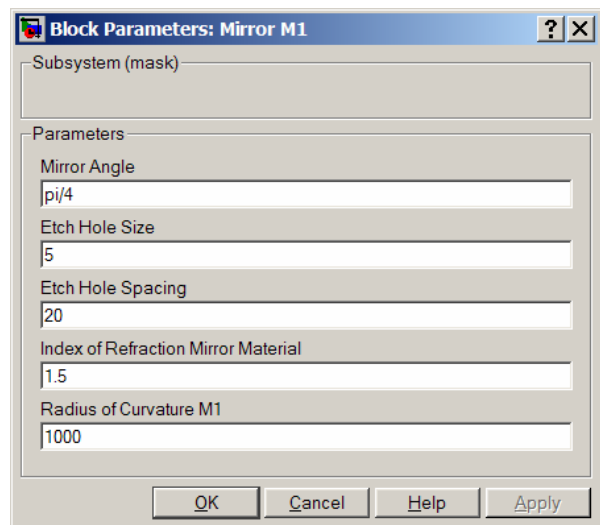 Block Parameters: Mirror M1
Subsystem (mask)
Parameters
Mirror Angle
pi/4
Etch Hole Size
5
Etch Hole Spacing
20
Index of Refraction Mirror Material
1.5
Radius of Curvature M1
1000
OK Cancel Help Apply